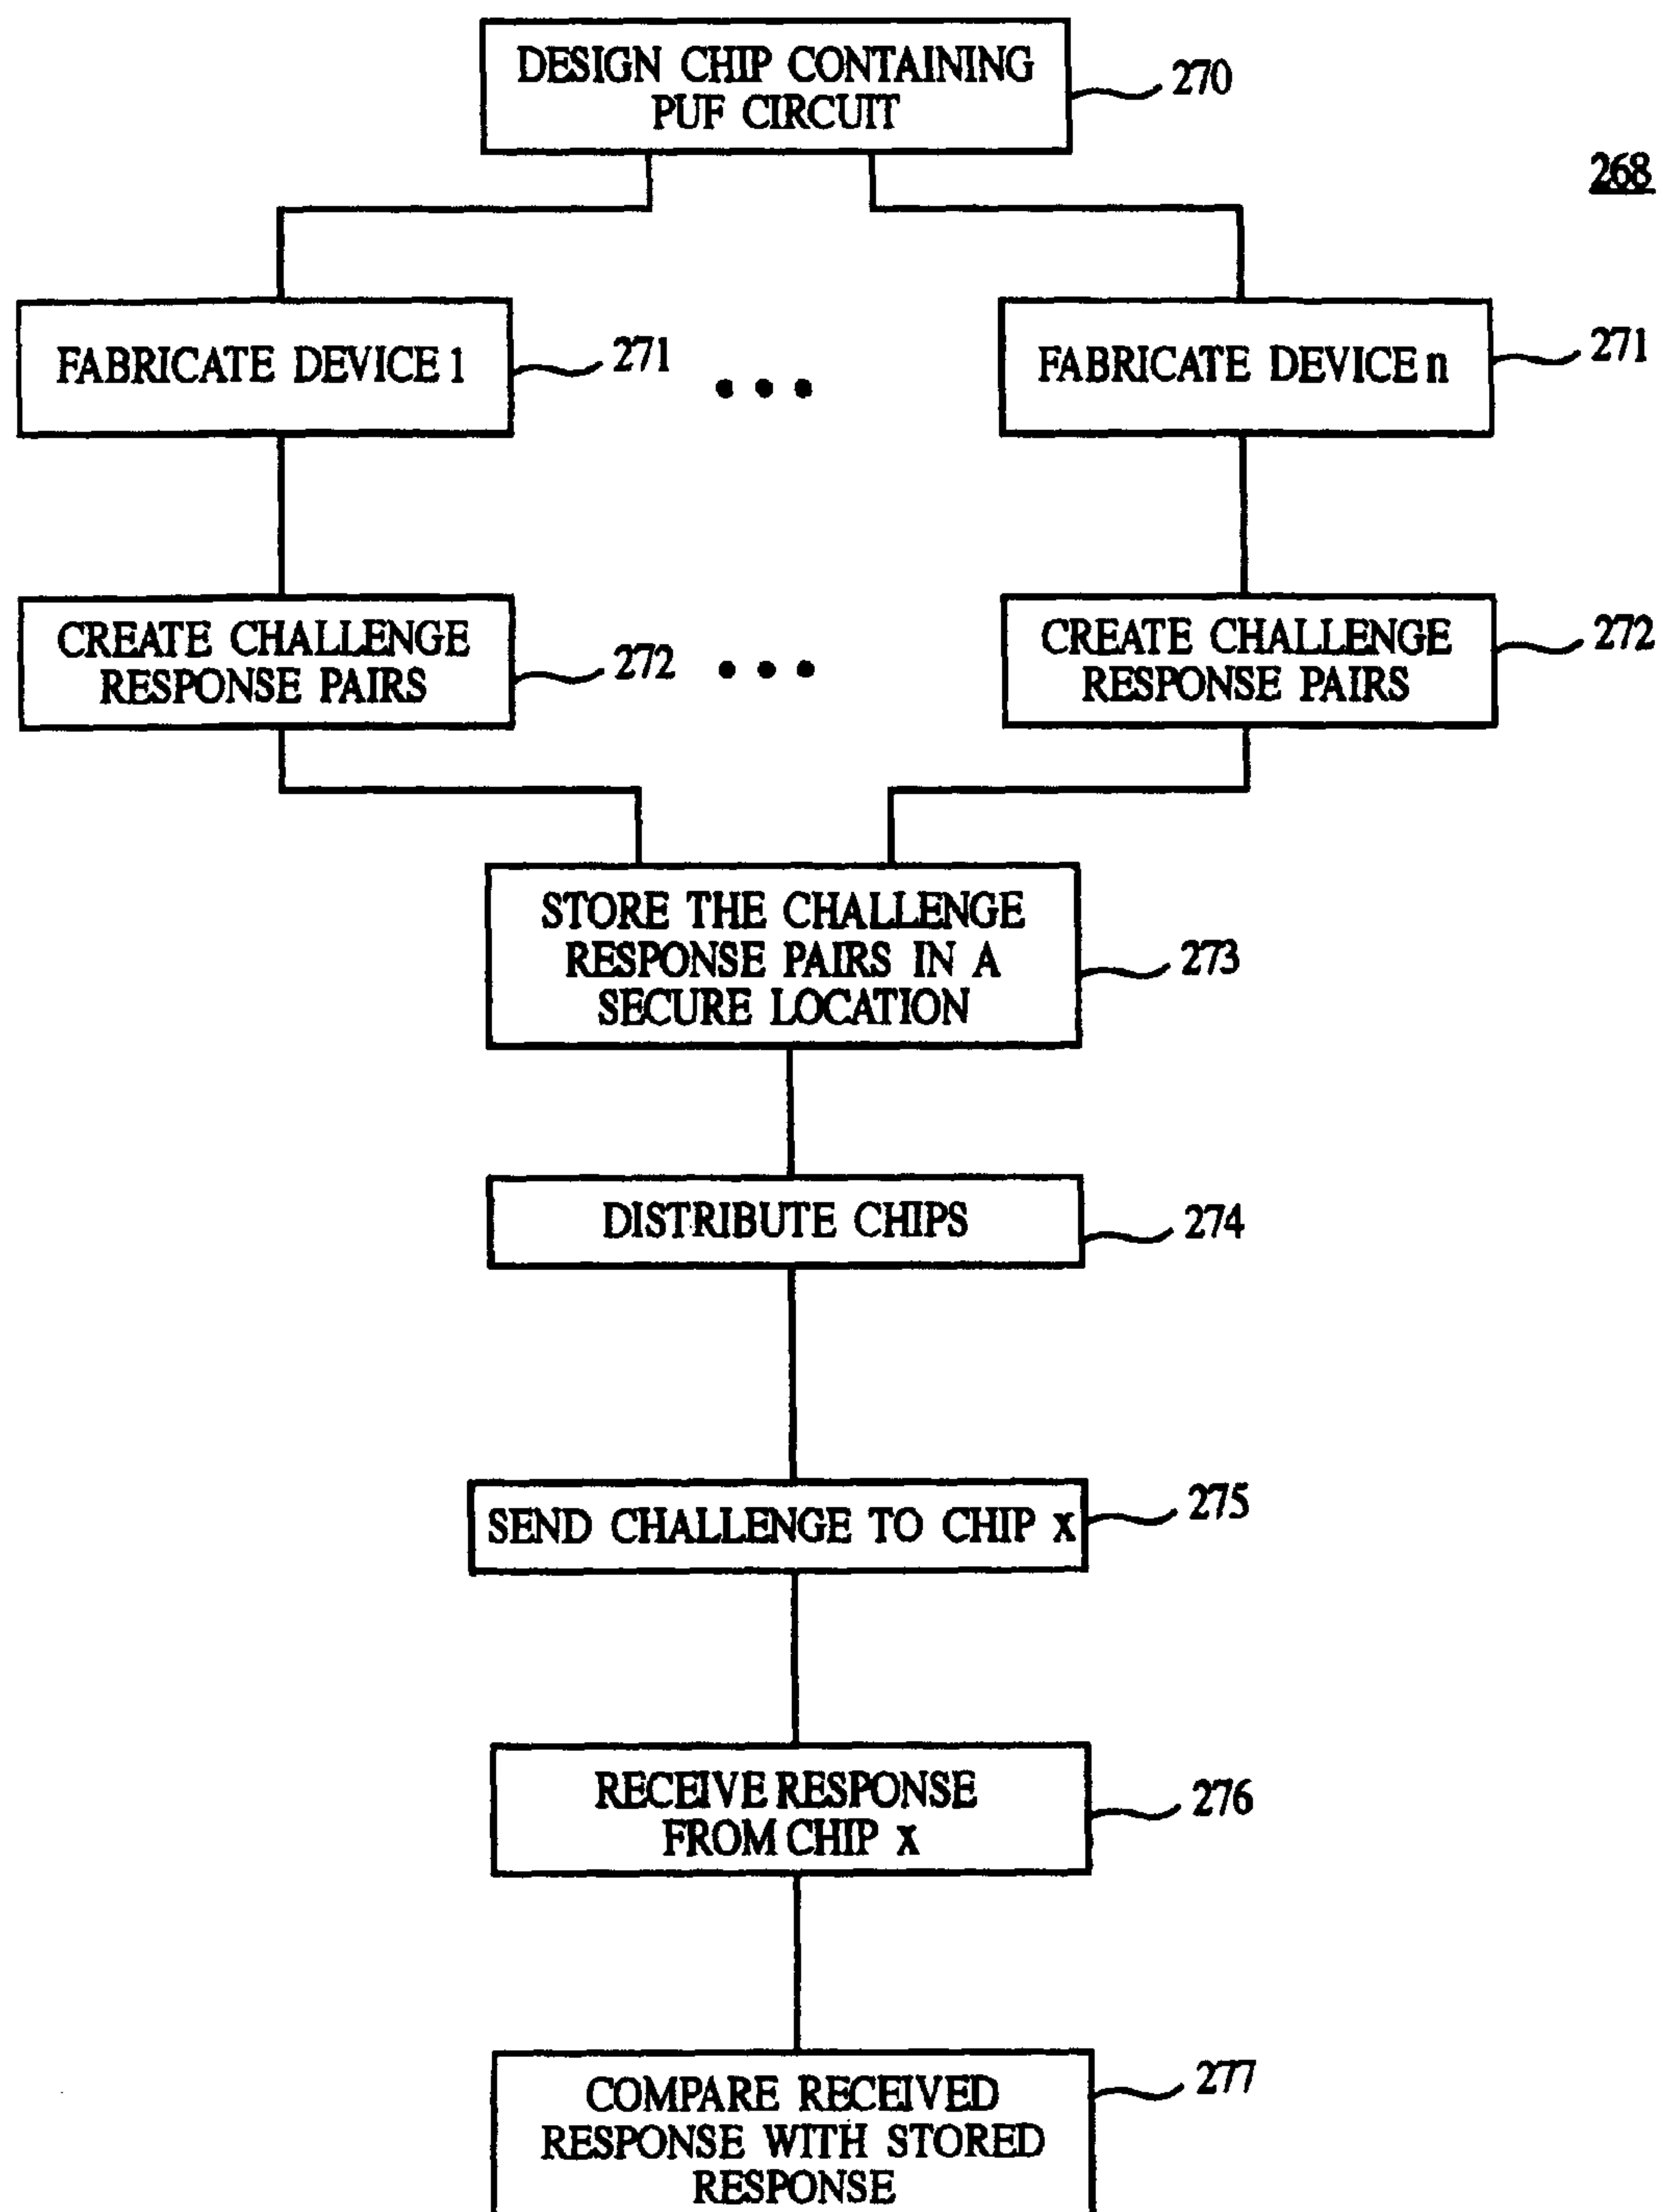 DESIGN CHIP CONTAINING
PUF CIRCUIT
270
268
FABRICATE DEVICE 1
271
• • •
FABRICATE DEVICE n
271
CREATE CHALLENGE
RESPONSE PAIRS
272
• • •
CREATE CHALLENGE
RESPONSE PAIRS
272
STORE THE CHALLENGE
RESPONSE PAIRS IN A
SECURE LOCATION
273
DISTRIBUTE CHIPS
274
SEND CHALLENGE TO CHIP x
275
RECEIVE RESPONSE
FROM CHIP x
276
COMPARE RECEIVED
RESPONSE WITH STORED
RESPONSE
277